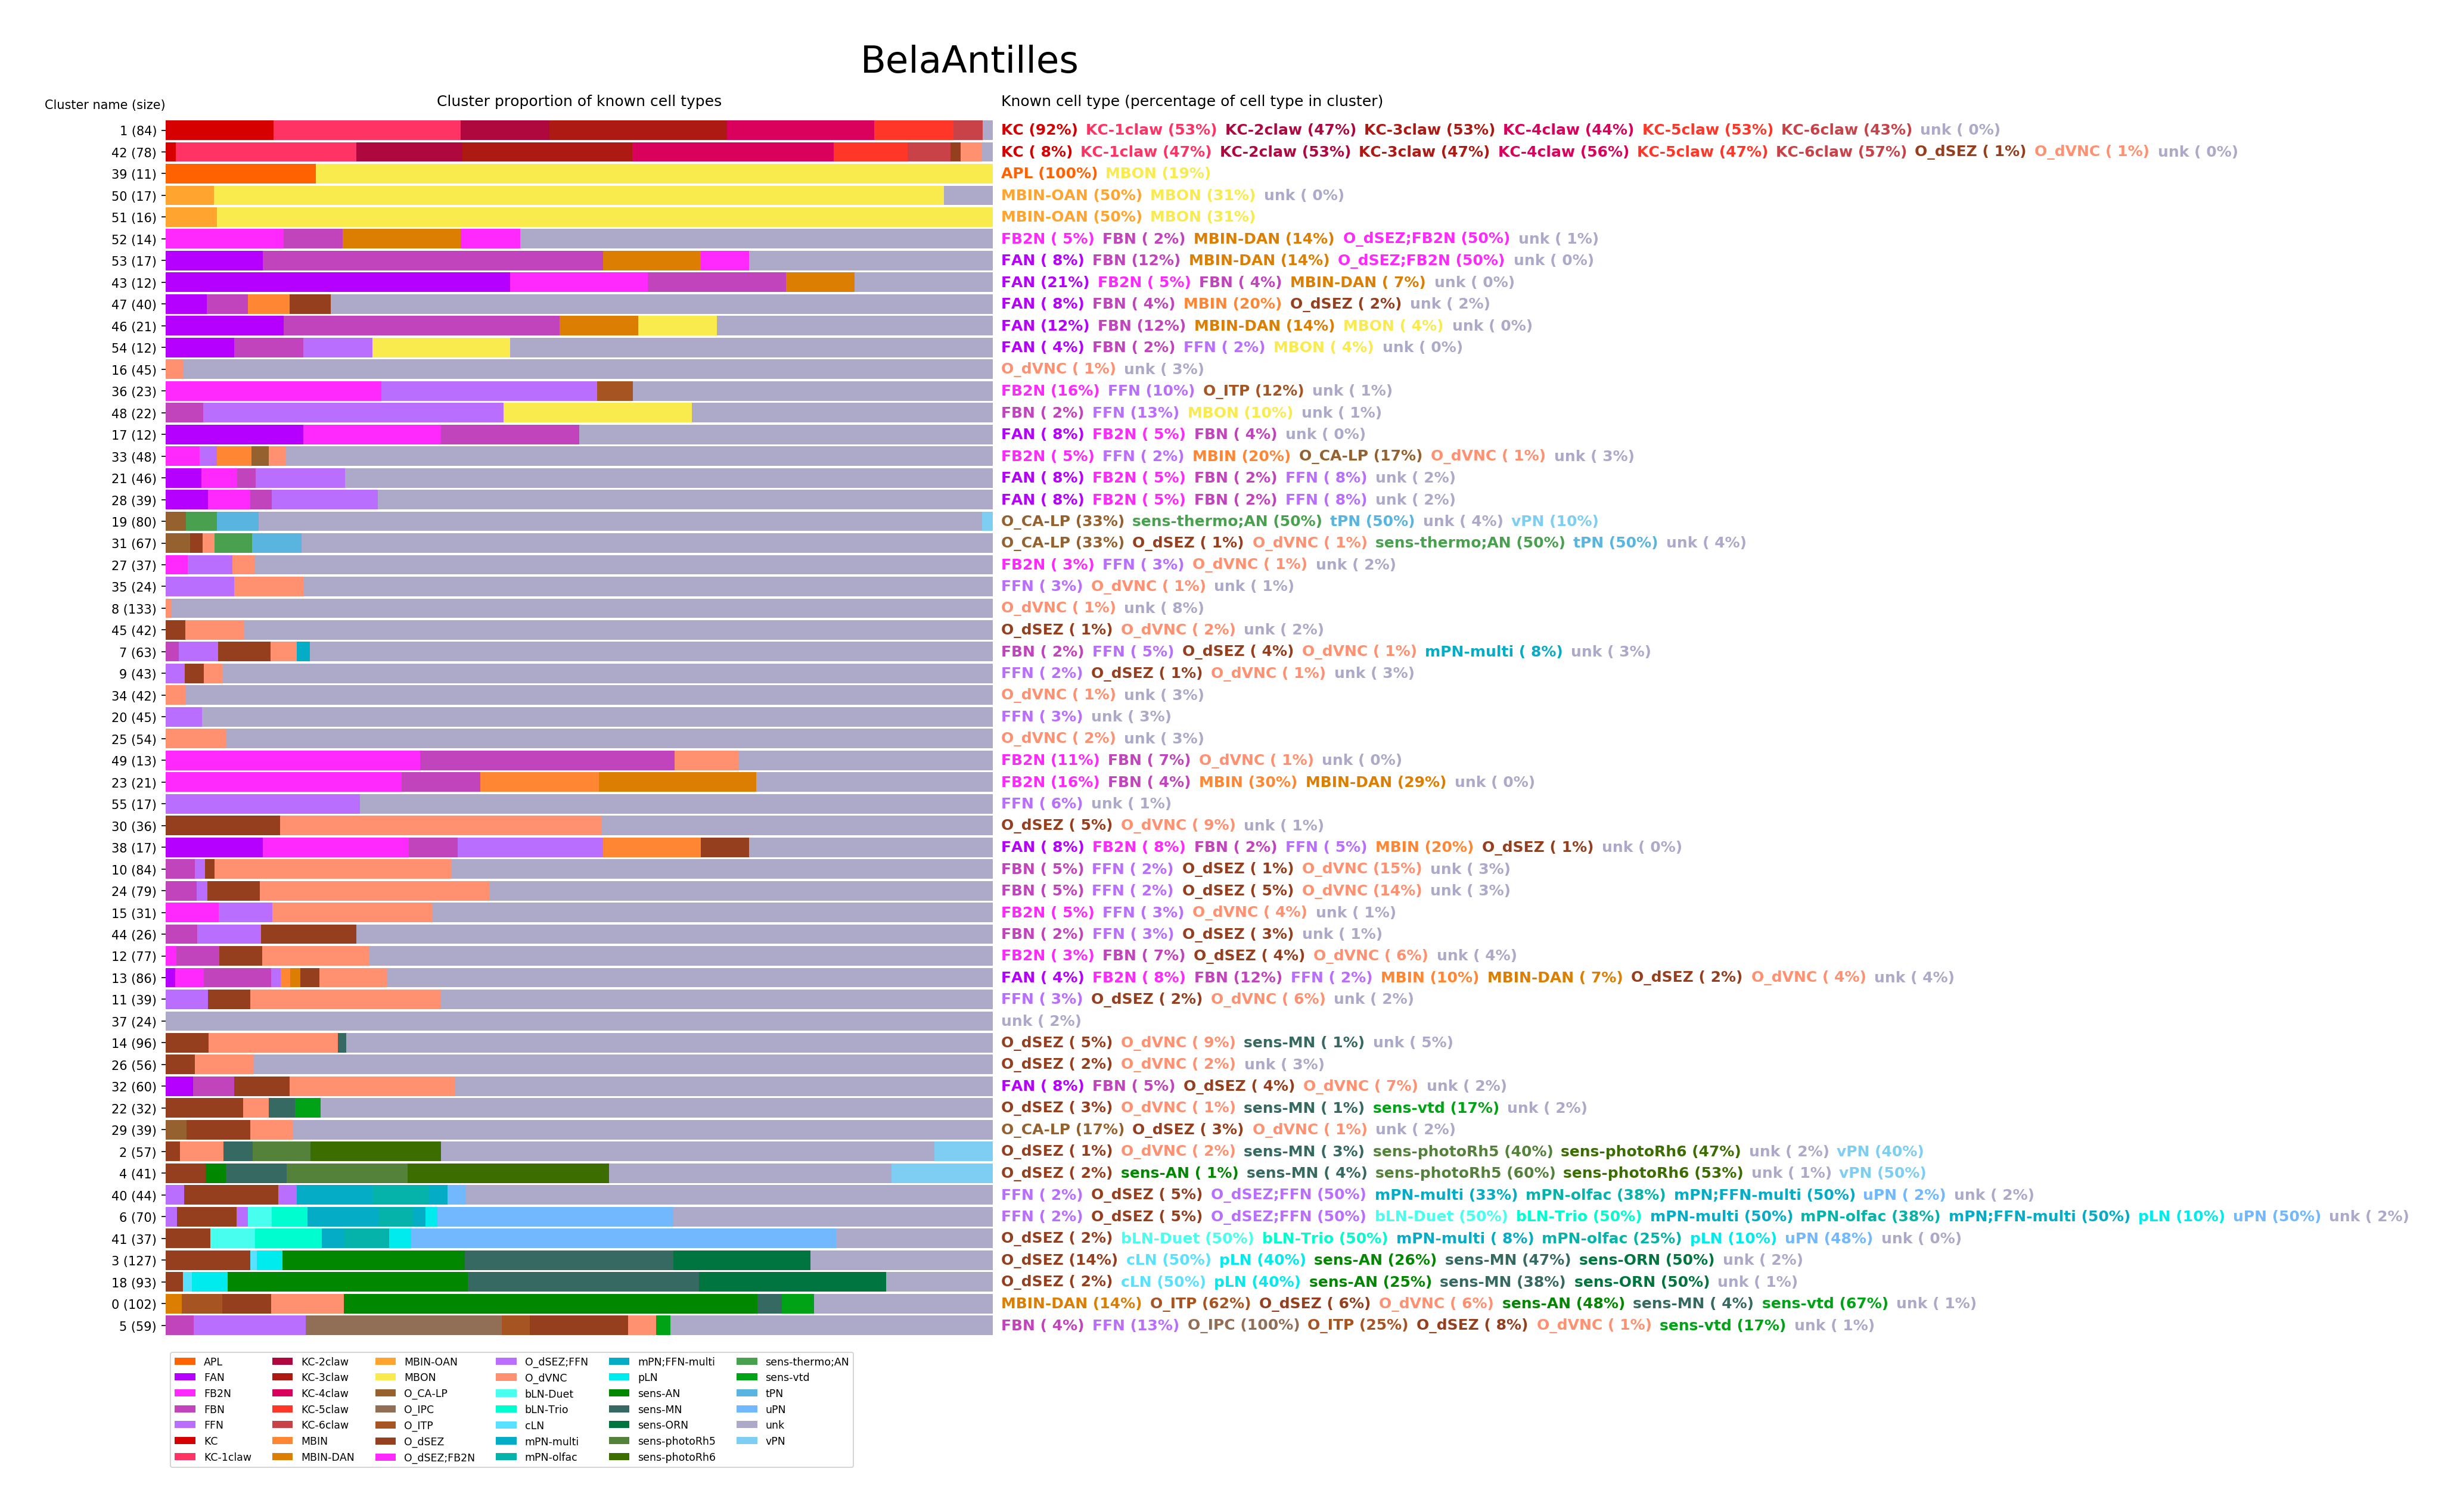 BelaAntilles
Cluster name (size) Cluster proportion of known cell types Known cell type (percentage of cell type in cluster)
1 (84) KC (92%) KC-1claw (53%) KC-2claw (47%) KC-3claw (53%) KC-4claw (44%) KC-5claw (53%) KC-6claw (43%) unk ( 0%)
42 (78) KC ( 8%) KC-1claw (47%) KC-2claw (53%) KC-3claw (47%) KC-4claw (56%) KC-5claw (47%) KC-6claw (57%) O_dSEZ ( 1%) O_dVNC ( 1%) unk ( 0%)
39 (11) APL (100%) MBON (19%)
50 (17) MBIN-OAN (50%) MBON (31%) unk ( 0%)
51 (16) MBIN-OAN (50%) MBON (31%)
52 (14) FB2N ( 5%) FBN ( 2%) MBIN-DAN (14%) O_dSEZ;FB2N (50%) unk ( 1%)
53 (17) FAN ( 8%) FBN (12%) MBIN-DAN (14%) O_dSEZ;FB2N (50%) unk ( 0%)
43 (12) FAN (21%) FB2N ( 5%) FBN ( 4%) MBIN-DAN ( 7%) unk ( 0%)
47 (40) FAN ( 8%) FBN ( 4%) MBIN (20%) O_dSEZ ( 2%) unk ( 2%)
46 (21) FAN (12%) FBN (12%) MBIN-DAN (14%) MBON ( 4%) unk ( 0%)
54 (12) FAN ( 4%) FBN ( 2%) FFN ( 2%) MBON ( 4%) unk ( 0%)
16 (45) O_dVNC ( 1%) unk ( 3%)
36 (23) FB2N (16%) FFN (10%) O_ITP (12%) unk ( 1%)
48 (22) FBN ( 2%) FFN (13%) MBON (10%) unk ( 1%)
17 (12) FAN ( 8%) FB2N ( 5%) FBN ( 4%) unk ( 0%)
33 (48) FB2N ( 5%) FFN ( 2%) MBIN (20%) O_CA-LP (17%) O_dVNC ( 1%) unk ( 3%)
21 (46) FAN ( 8%) FB2N ( 5%) FBN ( 2%) FFN ( 8%) unk ( 2%)
28 (39) FAN ( 8%) FB2N ( 5%) FBN ( 2%) FFN ( 8%) unk ( 2%)
19 (80) O_CA-LP (33%) sens-thermo;AN (50%) tPN (50%) unk ( 4%) vPN (10%)
31 (67) O_CA-LP (33%) O_dSEZ ( 1%) O_dVNC ( 1%) sens-thermo;AN (50%) tPN (50%) unk ( 4%)
27 (37) FB2N ( 3%) FFN ( 3%) O_dVNC ( 1%) unk ( 2%)
35 (24) FFN ( 3%) O_dVNC ( 1%) unk ( 1%)
8 (133) O_dVNC ( 1%) unk ( 8%)
45 (42) O_dSEZ ( 1%) O_dVNC ( 2%) unk ( 2%)
7 (63) FBN ( 2%) FFN ( 5%) O_dSEZ ( 4%) O_dVNC ( 1%) mPN-multi ( 8%) unk ( 3%)
9 (43) FFN ( 2%) O_dSEZ ( 1%) O_dVNC ( 1%) unk ( 3%)
34 (42) O_dVNC ( 1%) unk ( 3%)
20 (45) FFN ( 3%) unk ( 3%)
25 (54) O_dVNC ( 2%) unk ( 3%)
49 (13) FB2N (11%) FBN ( 7%) O_dVNC ( 1%) unk ( 0%)
23 (21) FB2N (16%) FBN ( 4%) MBIN (30%) MBIN-DAN (29%) unk ( 0%)
55 (17) FFN ( 6%) unk ( 1%)
30 (36) O_dSEZ ( 5%) O_dVNC ( 9%) unk ( 1%)
38 (17) FAN ( 8%) FB2N ( 8%) FBN ( 2%) FFN ( 5%) MBIN (20%) O_dSEZ ( 1%) unk ( 0%)
10 (84) FBN ( 5%) FFN ( 2%) O_dSEZ ( 1%) O_dVNC (15%) unk ( 3%)
24 (79) FBN ( 5%) FFN ( 2%) O_dSEZ ( 5%) O_dVNC (14%) unk ( 3%)
15 (31) FB2N ( 5%) FFN ( 3%) O_dVNC ( 4%) unk ( 1%)
44 (26) FBN ( 2%) FFN ( 3%) O_dSEZ ( 3%) unk ( 1%)
12 (77) FB2N ( 3%) FBN ( 7%) O_dSEZ ( 4%) O_dVNC ( 6%) unk ( 4%)
13 (86) FAN ( 4%) FB2N ( 8%) FBN (12%) FFN ( 2%) MBIN (10%) MBIN-DAN ( 7%) O_dSEZ ( 2%) O_dVNC ( 4%) unk ( 4%)
11 (39) FFN ( 3%) O_dSEZ ( 2%) O_dVNC ( 6%) unk ( 2%)
37 (24) unk ( 2%)
14 (96) O_dSEZ ( 5%) O_dVNC ( 9%) sens-MN ( 1%) unk ( 5%)
26 (56) O_dSEZ ( 2%) O_dVNC ( 2%) unk ( 3%)
32 (60) FAN ( 8%) FBN ( 5%) O_dSEZ ( 4%) O_dVNC ( 7%) unk ( 2%)
22 (32) O_dSEZ ( 3%) O_dVNC ( 1%) sens-MN ( 1%) sens-vtd (17%) unk ( 2%)
29 (39) O_CA-LP (17%) O_dSEZ ( 3%) O_dVNC ( 1%) unk ( 2%)
2 (57) O_dSEZ ( 1%) O_dVNC ( 2%) sens-MN ( 3%) sens-photoRh5 (40%) sens-photoRh6 (47%) unk ( 2%) vPN (40%)
4 (41) O_dSEZ ( 2%) sens-AN ( 1%) sens-MN ( 4%) sens-photoRh5 (60%) sens-photoRh6 (53%) unk ( 1%) vPN (50%)
40 (44) FFN ( 2%) O_dSEZ ( 5%) O_dSEZ;FFN (50%) mPN-multi (33%) mPN-olfac (38%) mPN;FFN-multi (50%) uPN ( 2%) unk ( 2%)
6 (70) FFN ( 2%) O_dSEZ ( 5%) O_dSEZ;FFN (50%) bLN-Duet (50%) bLN-Trio (50%) mPN-multi (50%) mPN-olfac (38%) mPN;FFN-multi (50%) pLN (10%) uPN (50%) unk ( 2%)
41 (37) O_dSEZ ( 2%) bLN-Duet (50%) bLN-Trio (50%) mPN-multi ( 8%) mPN-olfac (25%) pLN (10%) uPN (48%) unk ( 0%)
3 (127) O_dSEZ (14%) cLN (50%) pLN (40%) sens-AN (26%) sens-MN (47%) sens-ORN (50%) unk ( 2%)
18 (93) O_dSEZ ( 2%) cLN (50%) pLN (40%) sens-AN (25%) sens-MN (38%) sens-ORN (50%) unk ( 1%)
0 (102) MBIN-DAN (14%) O_ITP (62%) O_dSEZ ( 6%) O_dVNC ( 6%) sens-AN (48%) sens-MN ( 4%) sens-vtd (67%) unk ( 1%)
5 (59) FBN ( 4%) FFN (13%) O_IPC (100%) O_ITP (25%) O_dSEZ ( 8%) O_dVNC ( 1%) sens-vtd (17%) unk ( 1%)
APL KC-2claw MBIN-OAN O_dSEZ;FFN mPN;FFN-multi sens-thermo;AN
FAN KC-3claw MBON O_dVNC pLN sens-vtd
FB2N KC-4claw O_CA-LP bLN-Duet sens-AN tPN
FBN KC-5claw O_IPC bLN-Trio sens-MN uPN
FFN KC-6claw O_ITP cLN sens-ORN unk
KC MBIN O_dSEZ mPN-multi sens-photoRh5 vPN
KC-1claw MBIN-DAN O_dSEZ;FB2N mPN-olfac sens-photoRh6